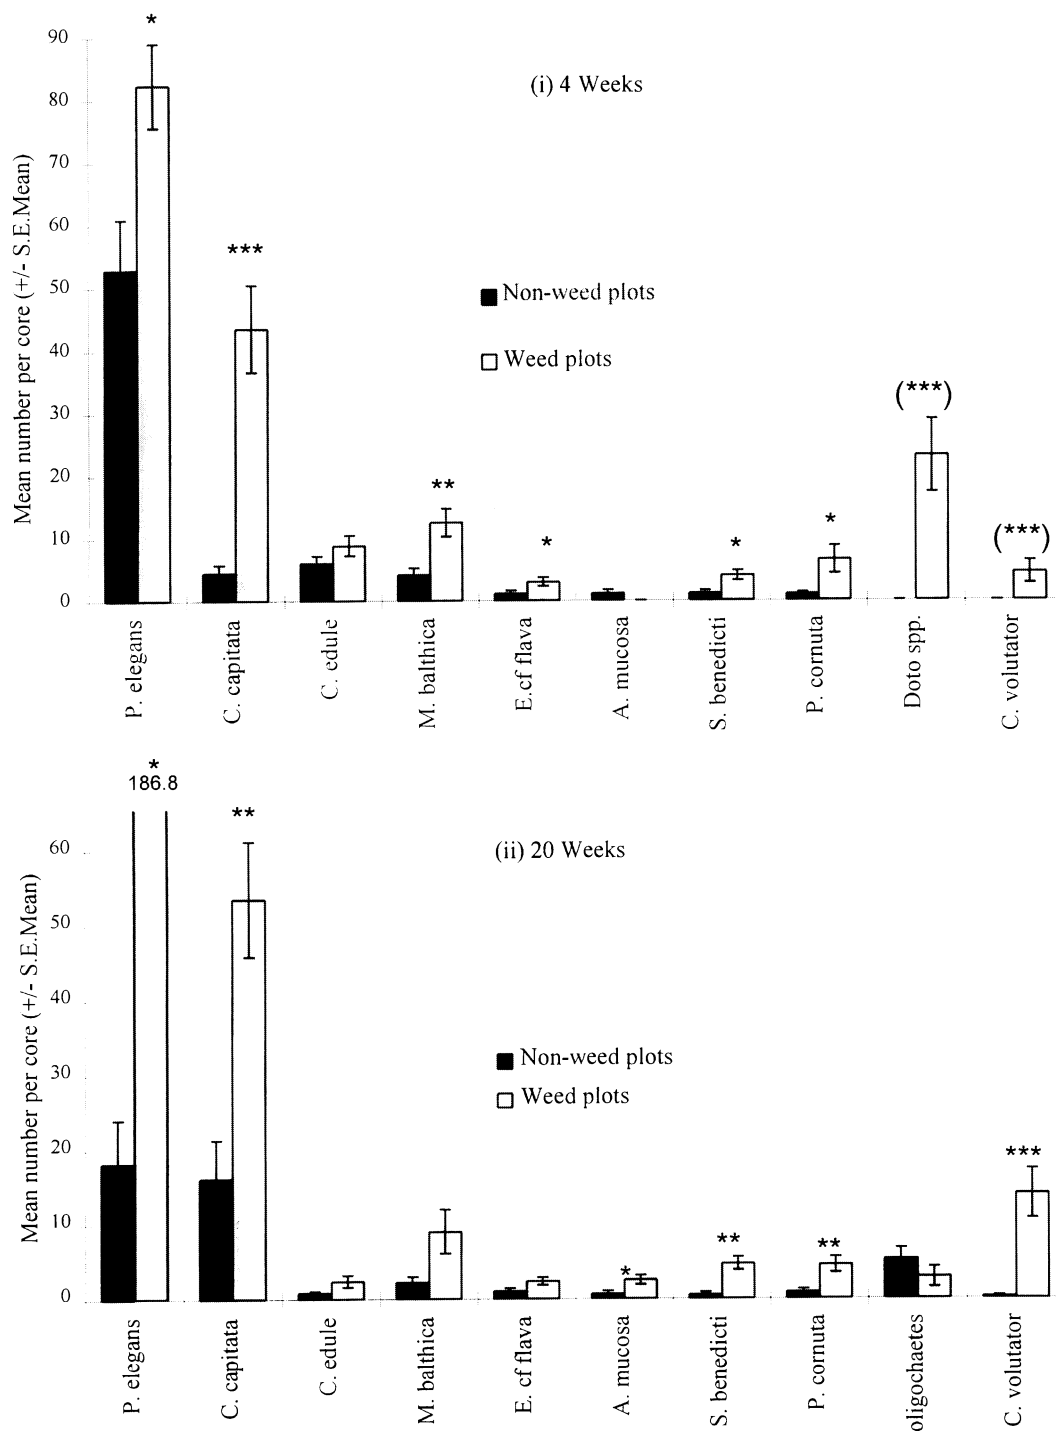 *
90
(i) 4 Weeks
80
70
60
***
50
Non-weed plots
40
Weed plots
(***)
30
20
**
*
*
*
(***)
10
0
Mean number per core (+/- S.E.Mean)
P. elegans
C. capitata
C. edule
M. balthica
E.cf flava
A. mucosa
S. benedicti
P. cornuta
Doto spp.
C. volutator
*
186.8
**
(ii) 20 Weeks
60
50
40
Non-weed plots
30
Weed plots
20
***
10
**
**
*
0
Mean number per core (+/- S.E.Mean)
P. elegans
C. capitata
C. edule
M. balthica
E. cf flava
A. mucosa
S. benedicti
P. cornuta
oligochaetes
C. volutator